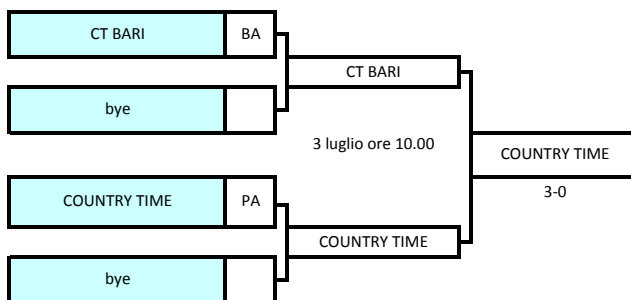 CT BARI BA
CT BARI
bye
3 luglio ore 10.00
COUNTRY TIME
3-0
COUNTRY TIME PA
COUNTRY TIME
bye